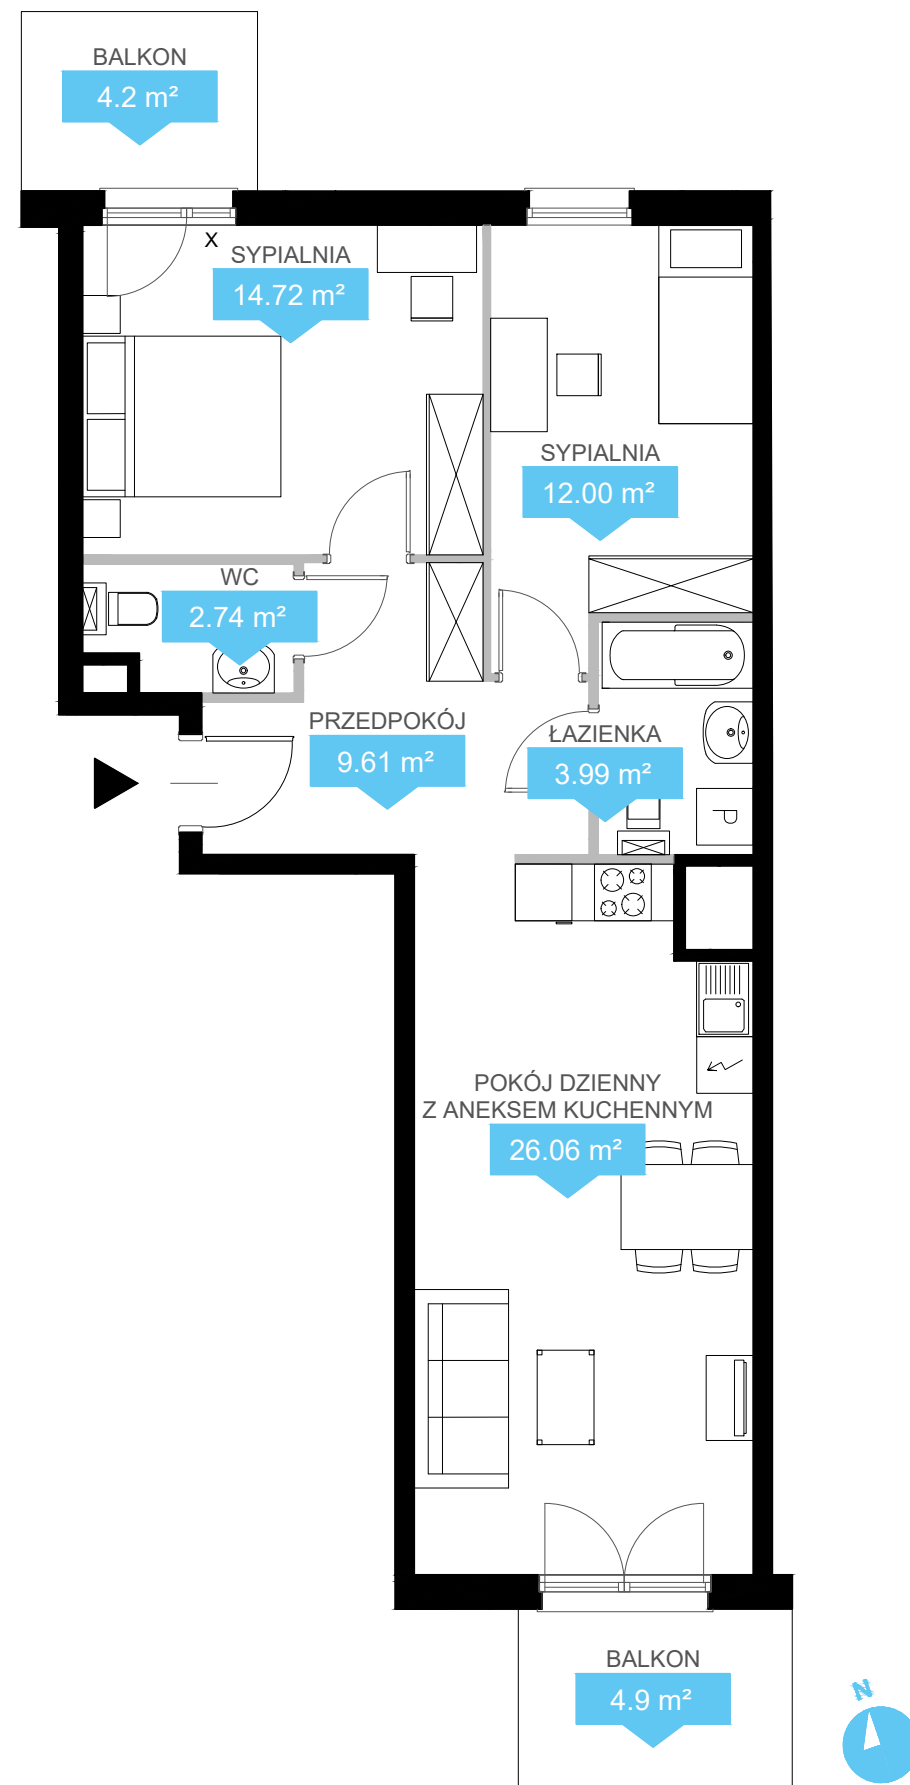 BALKON
4.2 m²
X
SYPIALNIA
14.72 m²
SYPIALNIA
12.00 m²
WC
2.74 m²
PRZEDPOKÓJ
9.61 m²
ŁAZIENKA
3.99 m²
P
POKÓJ DZIENNY
Z ANEKSEM KUCHENNYM
26.06 m²
BALKON
4.9 m²
N